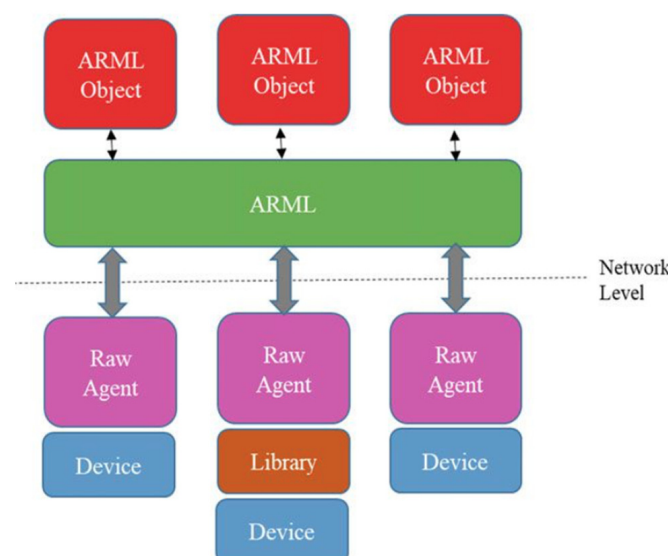 ARML
Object
ARML
Object
ARML
Object
ARML
Network
Level
Raw
Agent
Raw
Agent
Raw
Agent
Device
Library
Device
Device